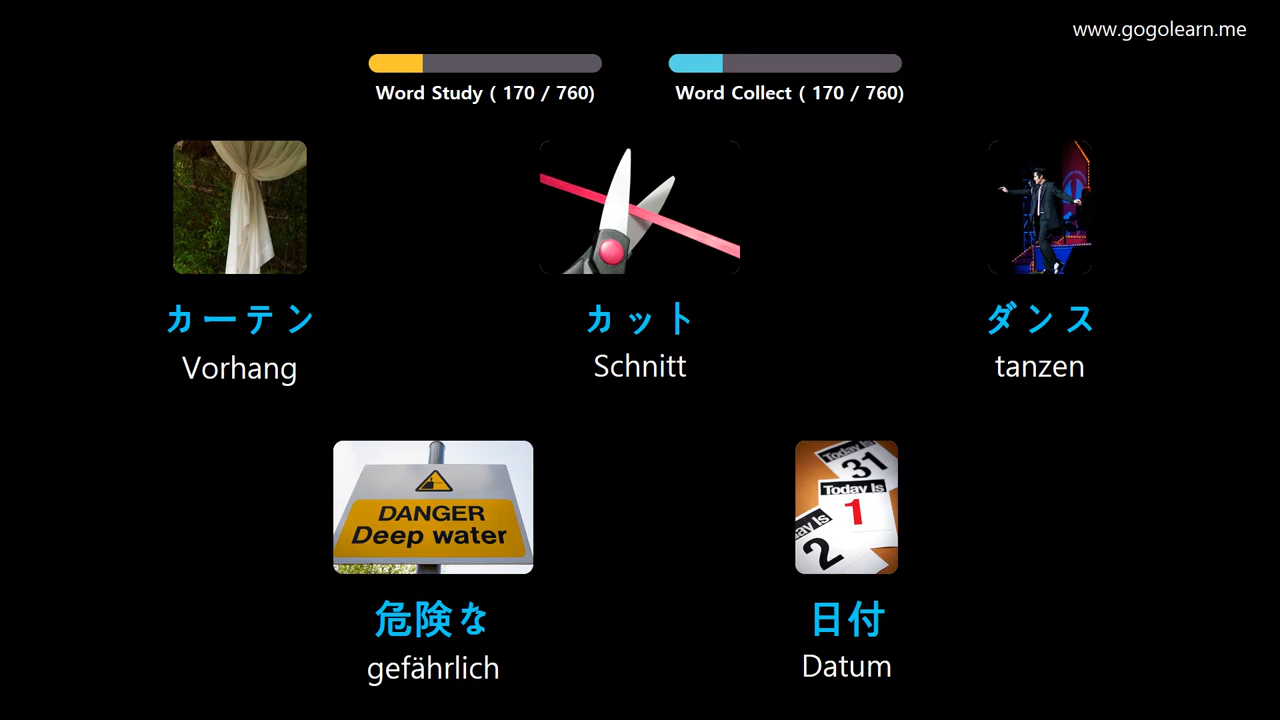 www.gogolearn.me
Word Study ( 170 / 760)
Word Collect ( 170 / 760)
カーテン
Vorhang
カット
Schnitt
ダンス
tanzen
DANGER
Deep water
危険な
gefährlich
Today Is
31
Today Is
1
ay Is
2
日付
Datum